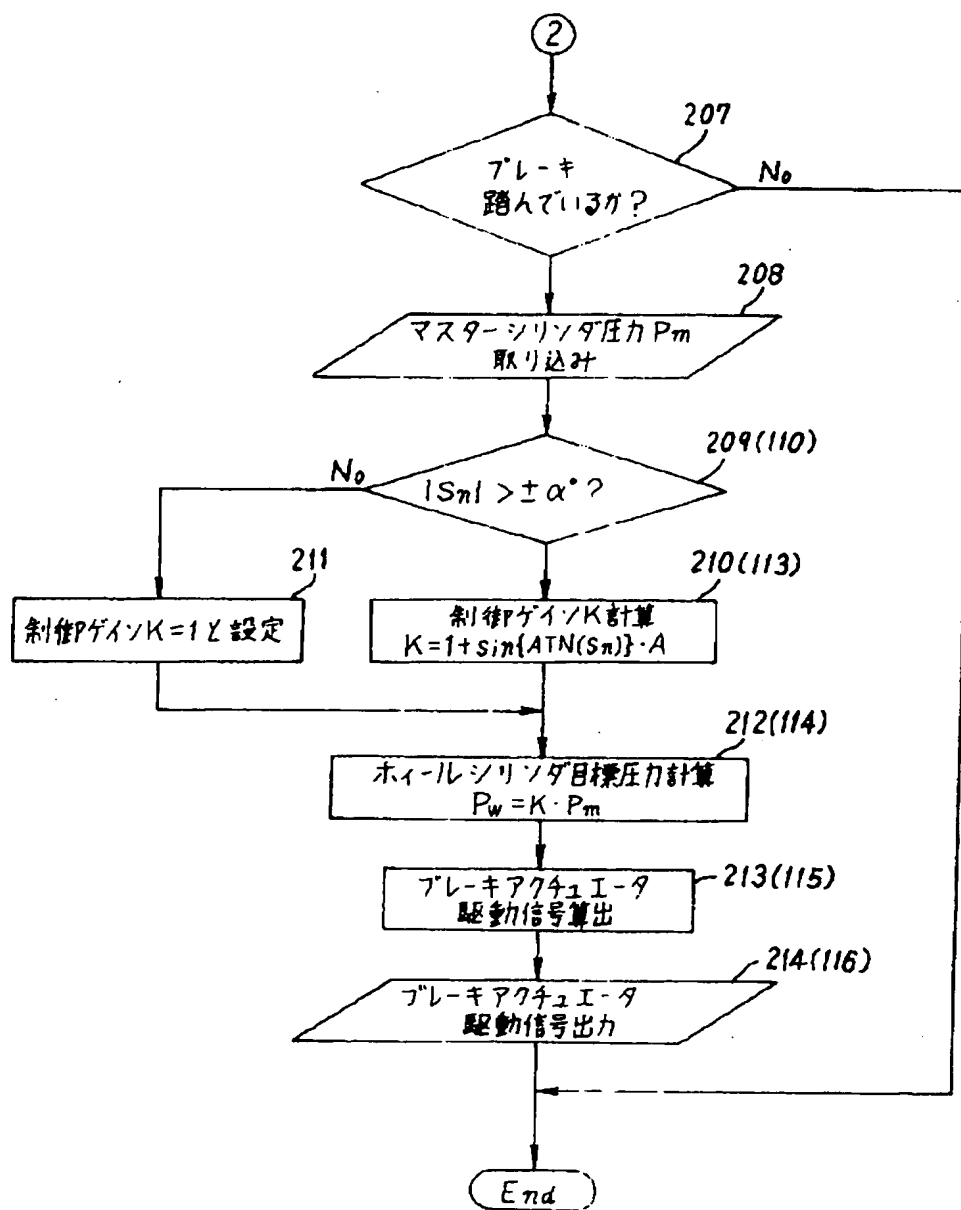 2
207
ブレーキ
踏んでいるか?
No
208
マスターシリンダ圧力Pm
取り込み
209(110)
No
|Sn| > ± α° ?
211
制御ゲインK=1と設定
210(113)
制御ゲインK計算
K=1+sin{ATN(Sn)}·A
212(114)
ホィールシリンダ目標圧力計算
Pw=K·Pm
ブレーキアクチュエータ
駆動信号算出
213(115)
214(116)
ブレーキアクチュエータ
駆動信号出力
End